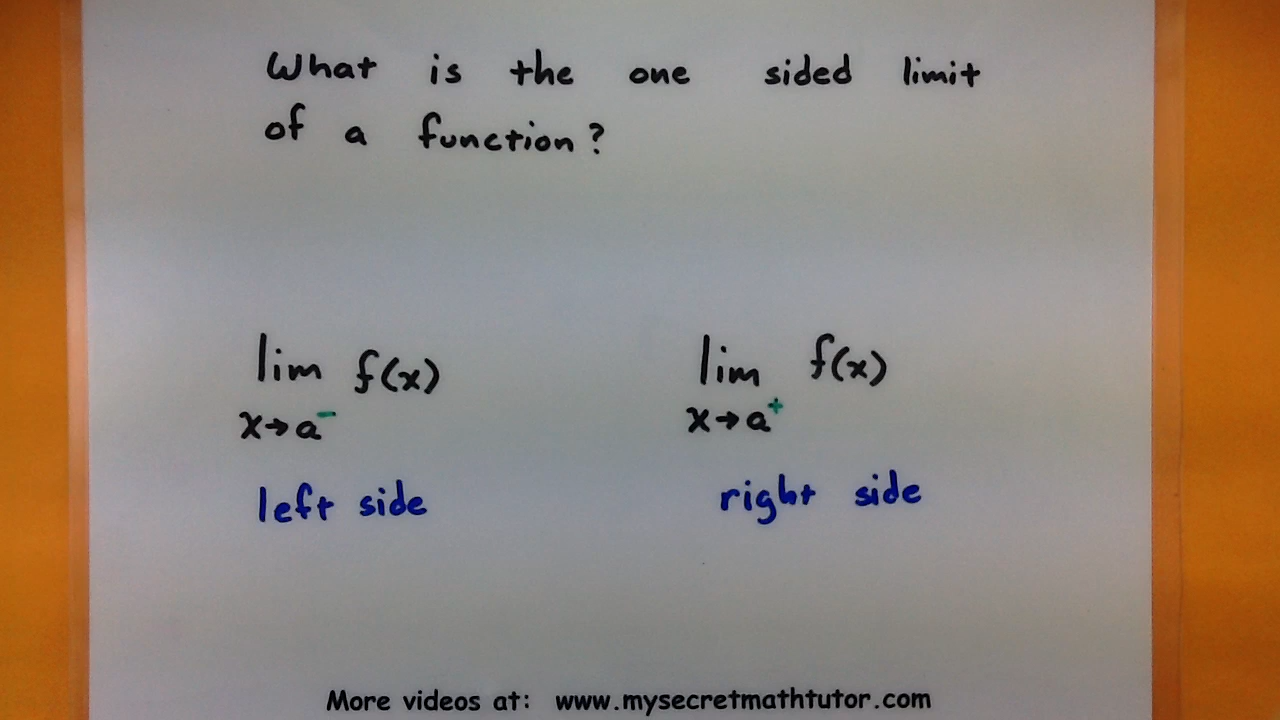 What is the one sided limit
of a function?
lim f(x) lim f(x)
x→a⁻ x→a⁺
left side right side
More videos at: www.mysecretmathtutor.com